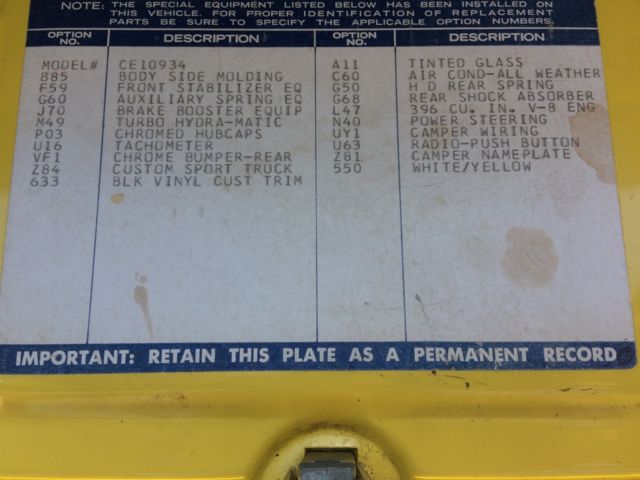 NOTE: THE SPECIAL EQUIPMENT LISTED BELOW HAS BEEN INSTALLED ON
THIS VEHICLE. FOR PROPER IDENTIFICATION OF REPLACEMENT
PARTS BE SURE TO SPECIFY THE APPLICABLE OPTION NUMBERS.
OPTION NO. DESCRIPTION OPTION NO. DESCRIPTION
MODEL# CE10934 A11 TINTED GLASS
B85 BODY SIDE MOLDING C60 AIR COND-ALL WEATHER
F59 FRONT STABILIZER EQ G50 H D REAR SPRING
G60 AUXILIARY SPRING EQ G68 REAR SHOCK ABSORBER
J70 BRAKE BOOSTER EQUIP L47 396 CU. IN. V-8 ENG
M49 TURBO HYDRA-MATIC N40 POWER STEERING
P03 CHROMED HUBCAPS UY1 CAMPER WIRING
U16 TACHOMETER U63 RADIO-PUSH BUTTON
VF1 CHROME BUMPER-REAR Z81 CAMPER NAMEPLATE
Z84 CUSTOM SPORT TRUCK 550 WHITE/YELLOW
633 BLK VINYL CUST TRIM
IMPORTANT: RETAIN THIS PLATE AS A PERMANENT RECORD